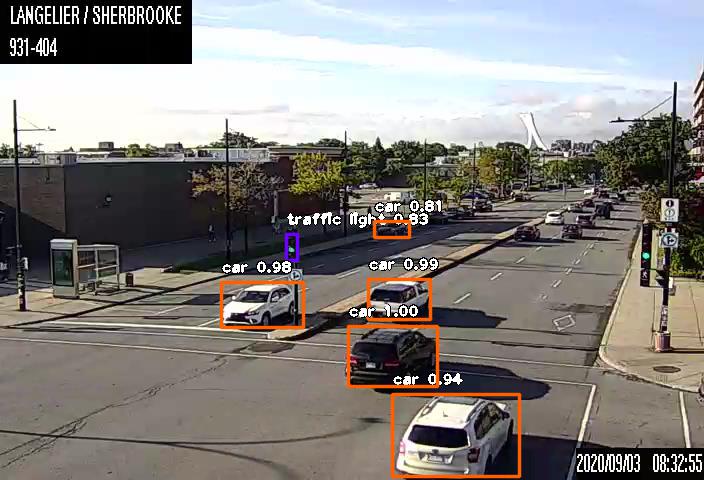 LANGELIER / SHERBROOKE
931-404
car 0.81
traffic light 0.83
car 0.98
car 0.99
car 1.00
car 0.94
2020/09/03 08:32:55